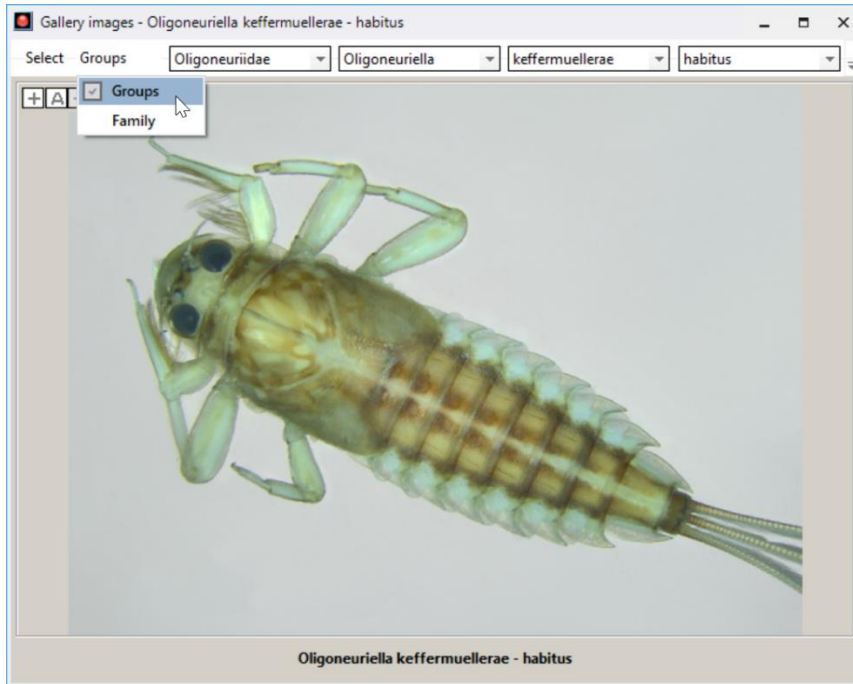 Gallery images - Oligoneuriella keffermuellerae - habitus
Select Groups Oligoneuriidae Oligoneuriella keffermuellerae habitus
Groups
Family
+ A
Oligoneuriella keffermuellerae - habitus